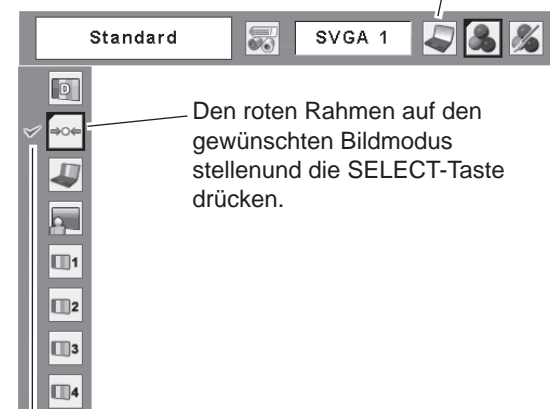 Standard
SVGA 1
D
Den roten Rahmen auf den
gewünschten Bildmodus
stellenund die SELECT-Taste
drücken.
1
2
3
4